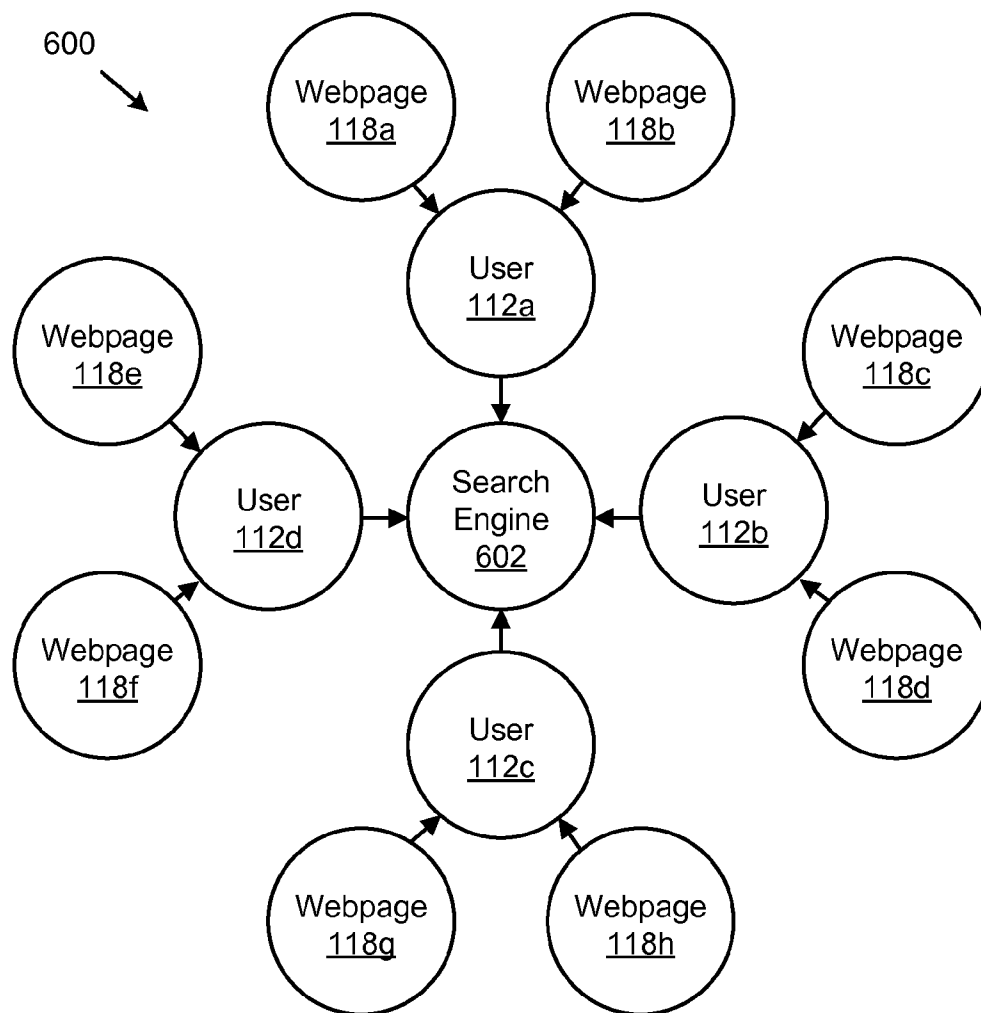 600
Webpage
118a
Webpage
118b
User
112a
Webpage
118e
Webpage
118c
User
112d
Search
Engine
602
User
112b
Webpage
118f
Webpage
118d
User
112c
Webpage
118g
Webpage
118h